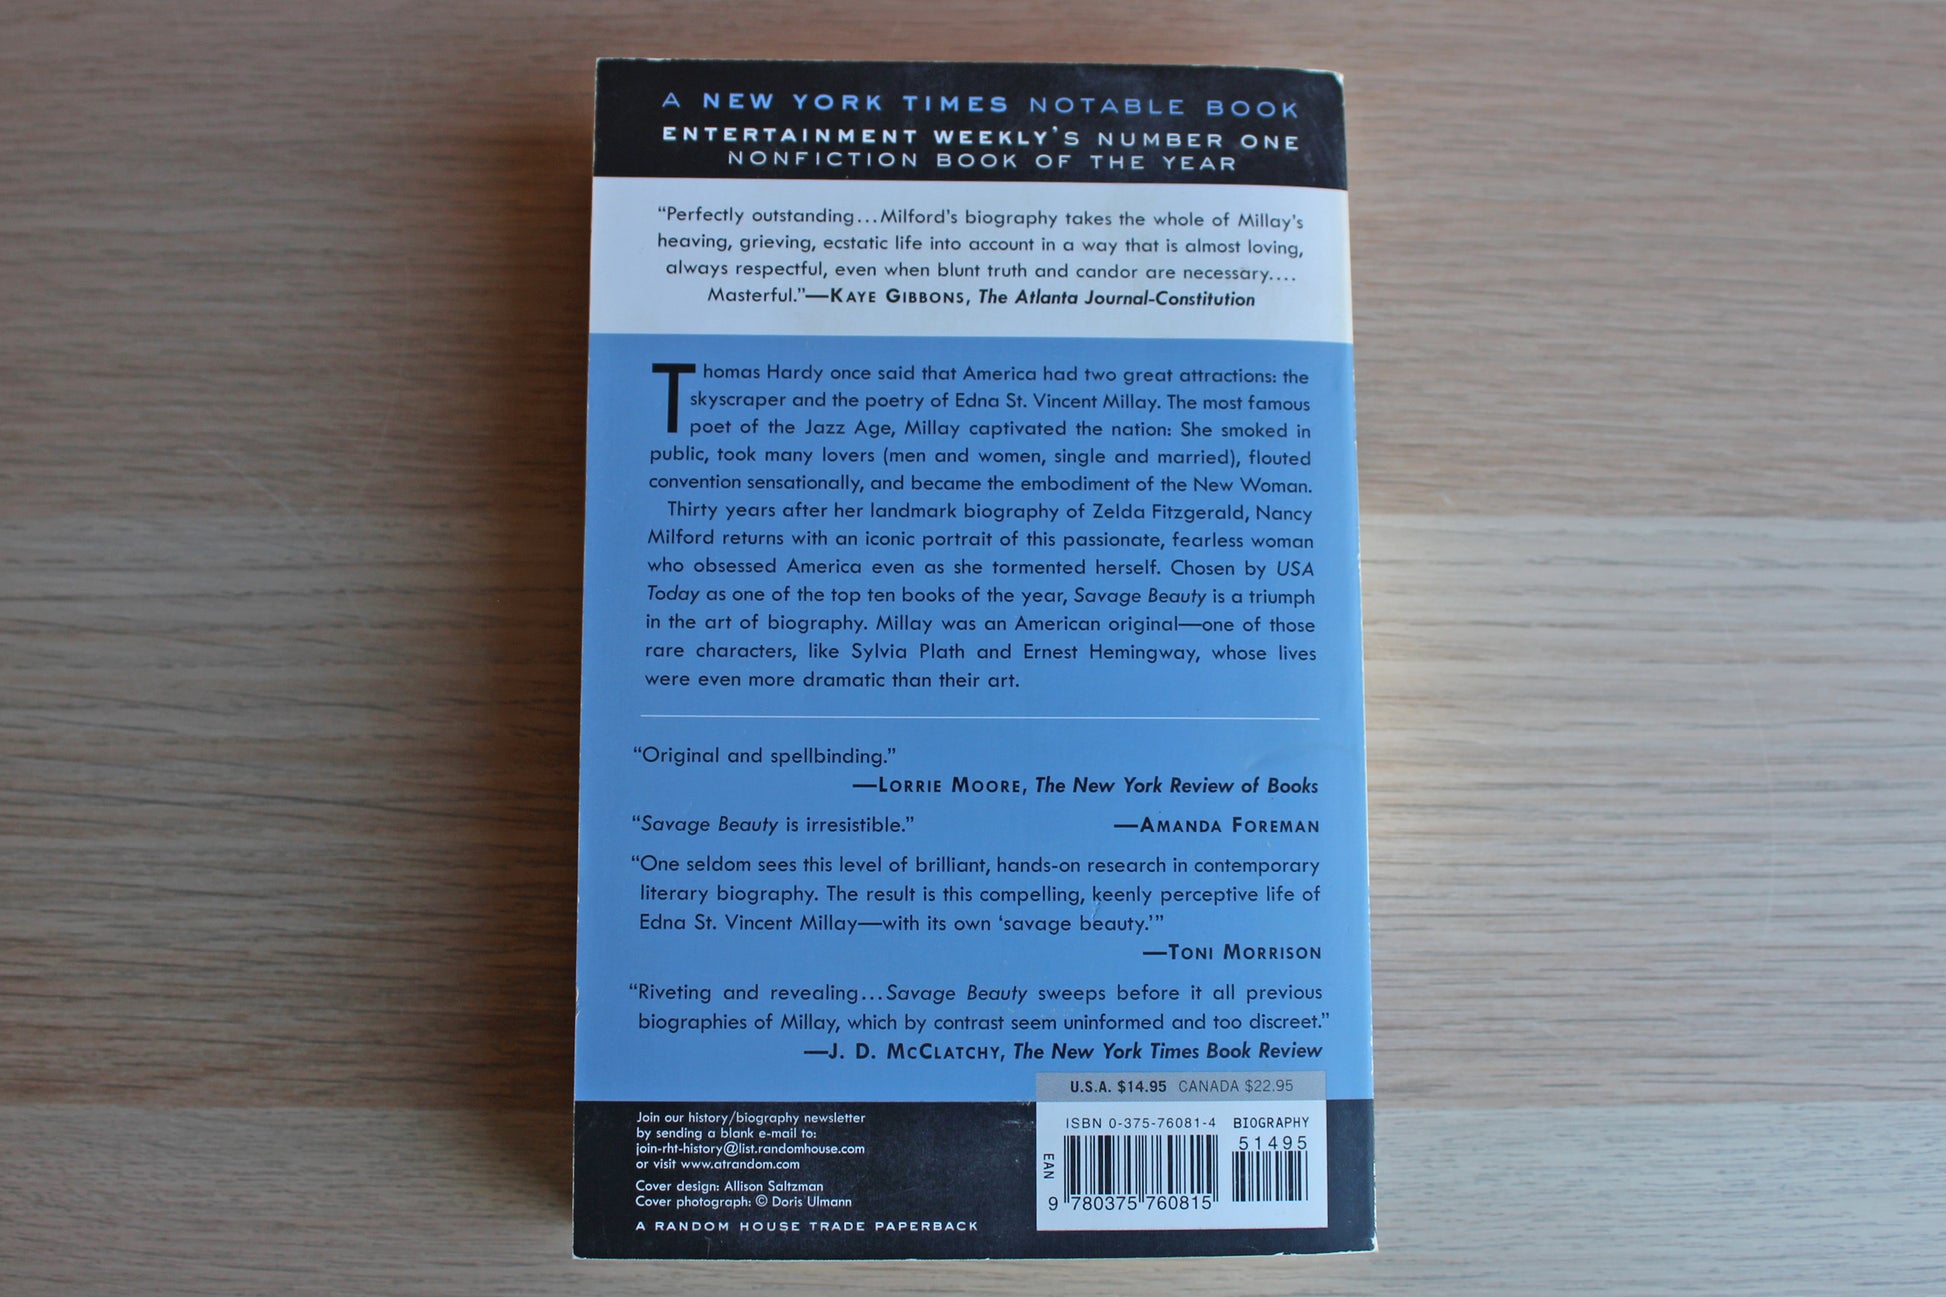 A NEW YORK TIMES NOTABLE BOOK
ENTERTAINMENT WEEKLY'S NUMBER ONE
NONFICTION BOOK OF THE YEAR
“Perfectly outstanding...Milford’s biography takes the whole of Millay’s
heaving, grieving, ecstatic life into account in a way that is almost loving,
always respectful, even when blunt truth and candor are necessary....
Masterful.”—KAYE GIBBONS, The Atlanta Journal-Constitution
Thomas Hardy once said that America had two great attractions: the
skyscraper and the poetry of Edna St. Vincent Millay. The most famous
poet of the Jazz Age, Millay captivated the nation: She smoked in
public, took many lovers (men and women, single and married), flouted
convention sensationally, and became the embodiment of the New Woman.
Thirty years after her landmark biography of Zelda Fitzgerald, Nancy
Milford returns with an iconic portrait of this passionate, fearless woman
who obsessed America even as she tormented herself. Chosen by USA
Today as one of the top ten books of the year, Savage Beauty is a triumph
in the art of biography. Millay was an American original—one of those
rare characters, like Sylvia Plath and Ernest Hemingway, whose lives
were even more dramatic than their art.
“Original and spellbinding.”
—LORRIE MOORE, The New York Review of Books
“Savage Beauty is irresistible.” —AMANDA FOREMAN
“One seldom sees this level of brilliant, hands-on research in contemporary
literary biography. The result is this compelling, keenly perceptive life of
Edna St. Vincent Millay—with its own ‘savage beauty.’”
—TONI MORRISON
“Riveting and revealing...Savage Beauty sweeps before it all previous
biographies of Millay, which by contrast seem uninformed and too discreet.”
—J. D. MCCLATCHY, The New York Times Book Review
U.S.A. $14.95 CANADA $22.95
Join our history/biography newsletter
by sending a blank e-mail to:
join-rht-history@list.randomhouse.com
or visit www.atrandom.com
Cover design: Allison Saltzman
Cover photograph: © Doris Ulmann
A RANDOM HOUSE TRADE PAPERBACK
ISBN 0-375-76081-4 BIOGRAPHY
51495
EAN
9 780375 760815